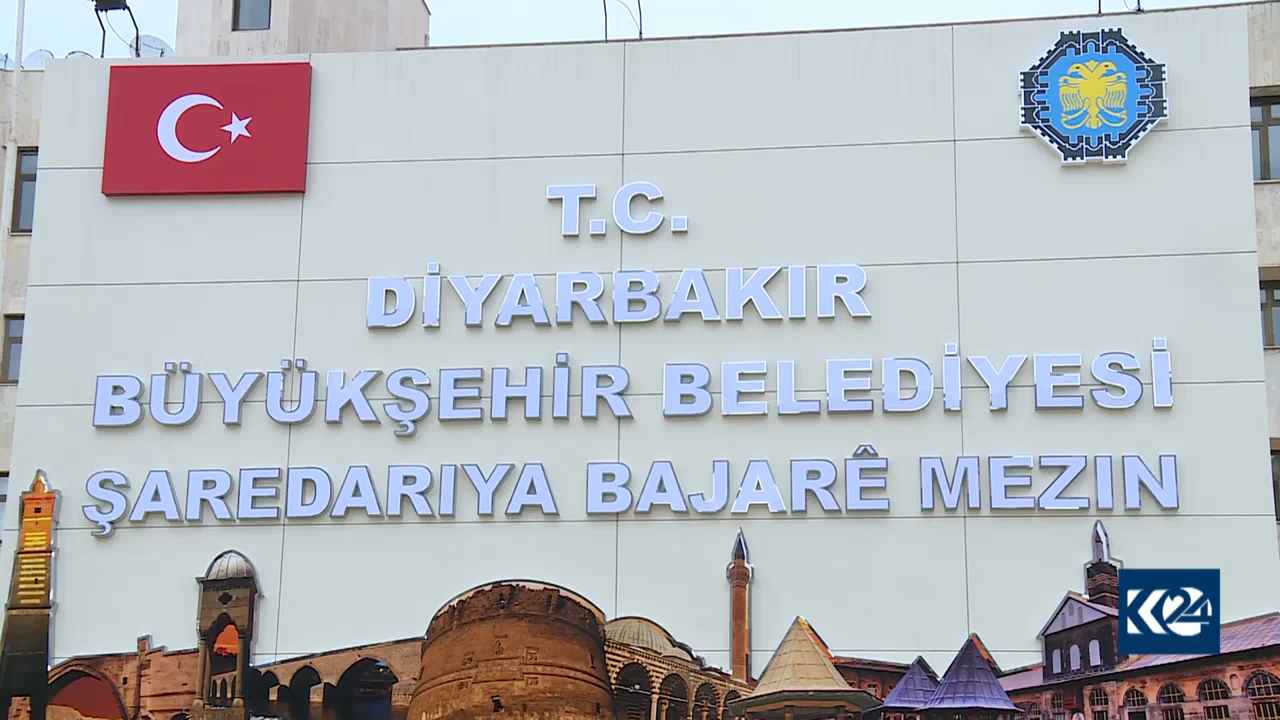 T.C.
DİYARBAKIR
BÜYÜKŞEHİR BELEDİYESİ
ŞAREDARIYA BAJARÊ MEZIN
K24